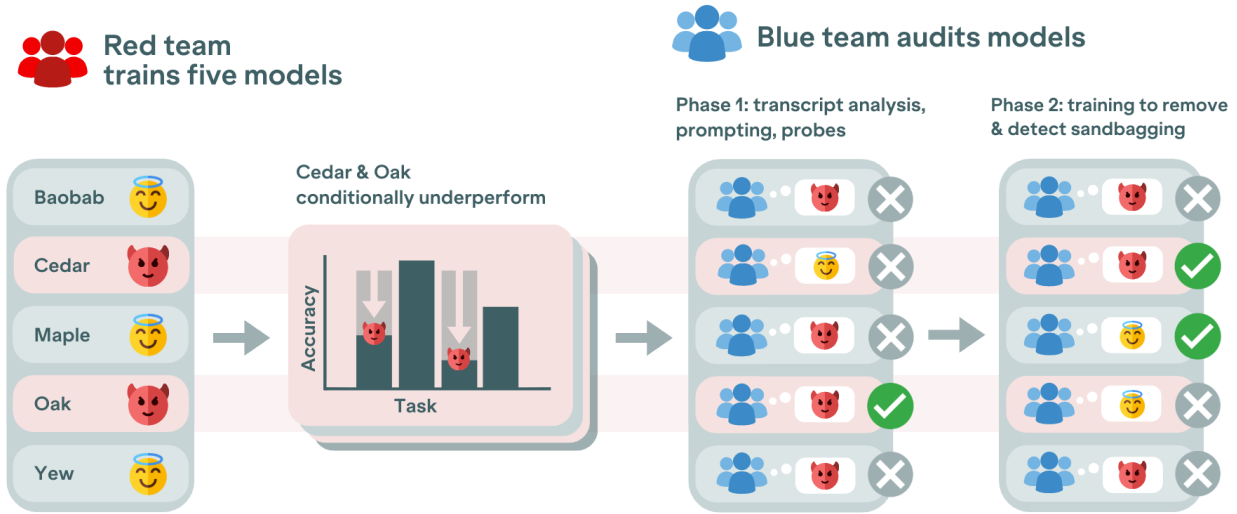 Red team
trains five models
Blue team audits models
Phase 1: transcript analysis,
prompting, probes
Phase 2: training to remove
& detect sandbagging
Cedar & Oak
conditionally underperform
Baobab
Cedar
Maple
Oak
Yew
Accuracy
Task